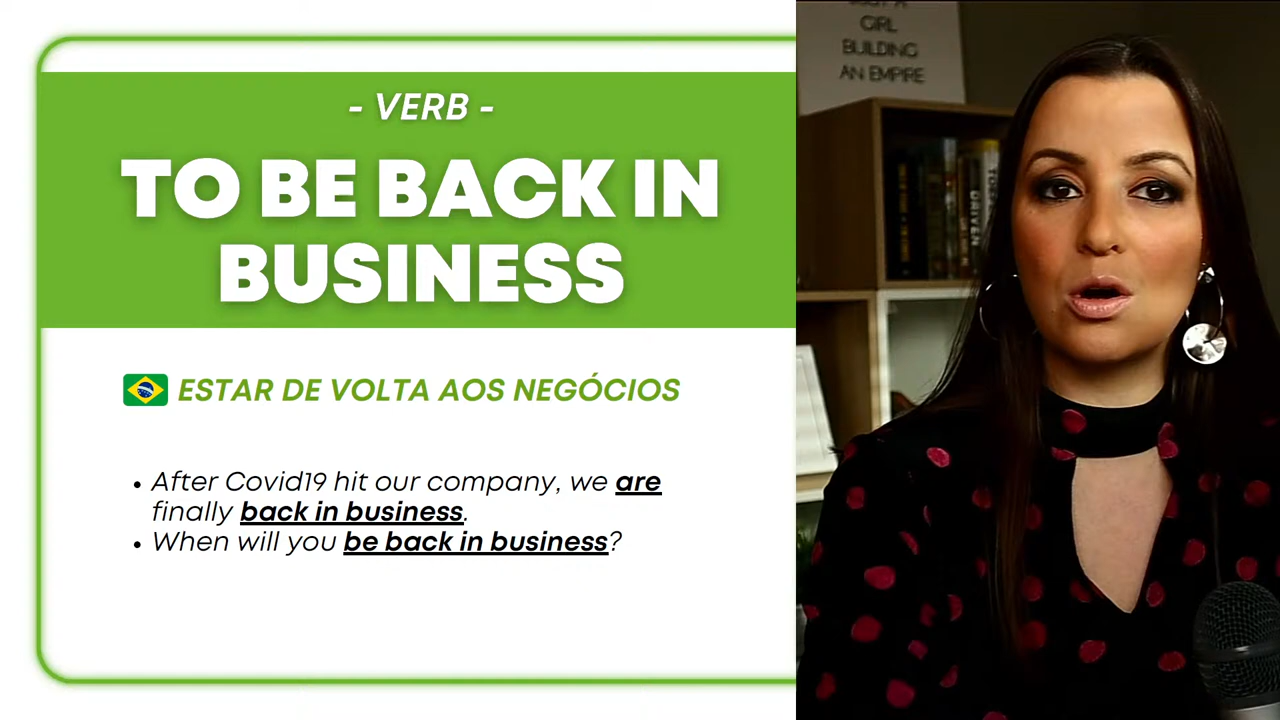 - VERB -
TO BE BACK IN
BUSINESS
ESTAR DE VOLTA AOS NEGÓCIOS
• After Covid19 hit our company, we are
finally back in business.
• When will you be back in business?
GIRL
BUILDING
AN EMPIRE
DRIVEN